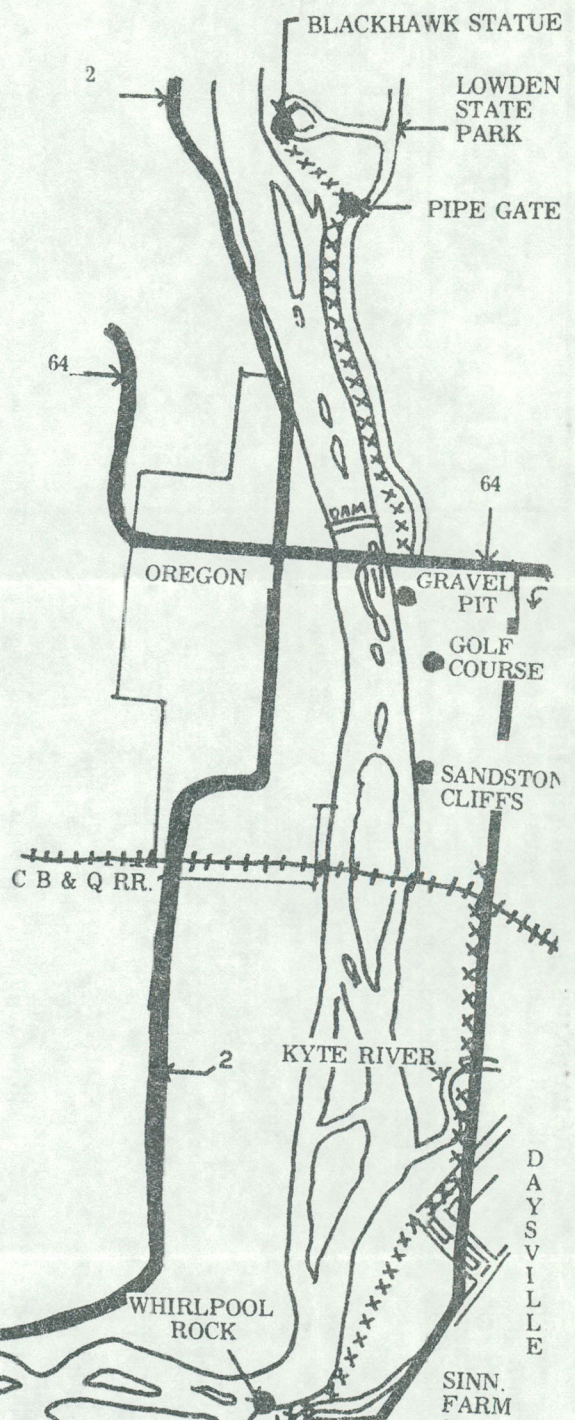 BLACKHAWK STATUE
2
LOWDEN
STATE
PARK
PIPE GATE
64
64
DAM
OREGON
GRAVEL
PIT
GOLF
COURSE
SANDSTON
CLIFFS
C B & Q RR.
2
KYTE RIVER
DAYSVILLE
WHIRLPOOL
ROCK
SINN.
FARM